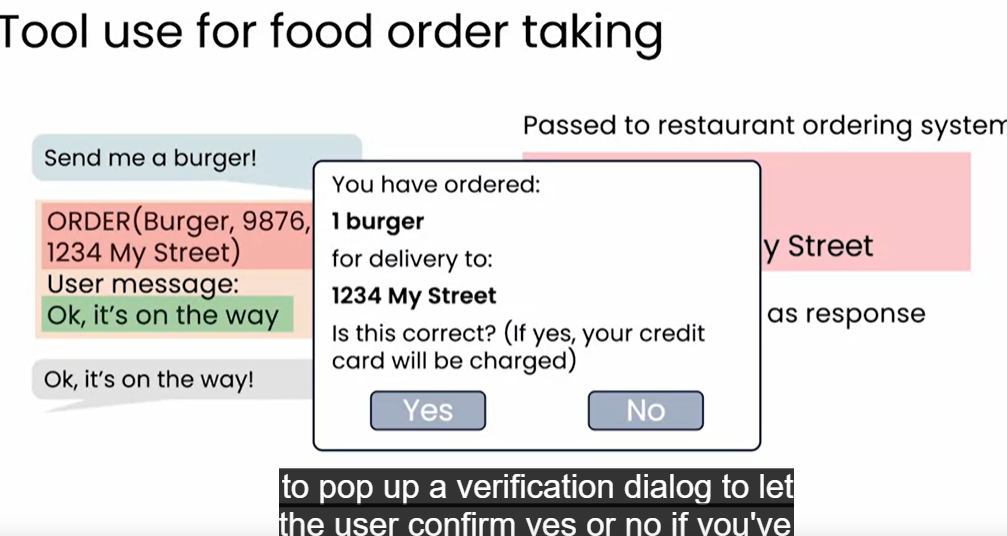 Tool use for food order taking
Passed to restaurant ordering system
Send me a burger!
ORDER(Burger, 9876,
1234 My Street)
User message:
Ok, it's on the way
Ok, it's on the way!
You have ordered:
1 burger
for delivery to:
1234 My Street
Is this correct? (If yes, your credit
card will be charged)
Yes
No
y Street
as response
to pop up a verification dialog to let
the user confirm yes or no if you've